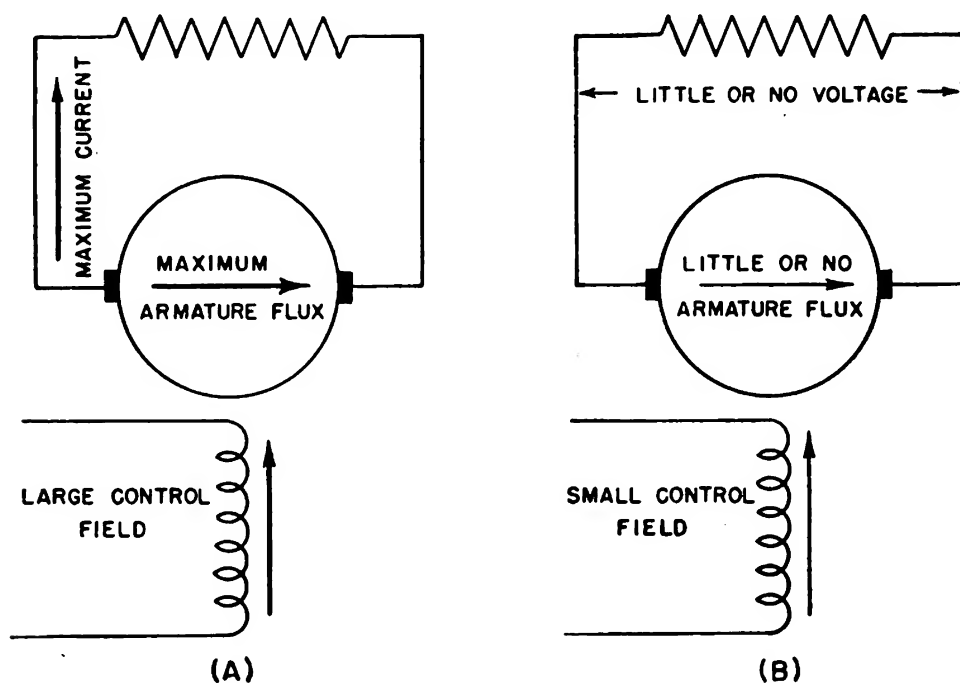 MAXIMUM CURRENT
MAXIMUM
ARMATURE FLUX
LARGE CONTROL
FIELD
(A)
LITTLE OR NO VOLTAGE
LITTLE OR NO
ARMATURE FLUX
SMALL CONTROL
FIELD
(B)